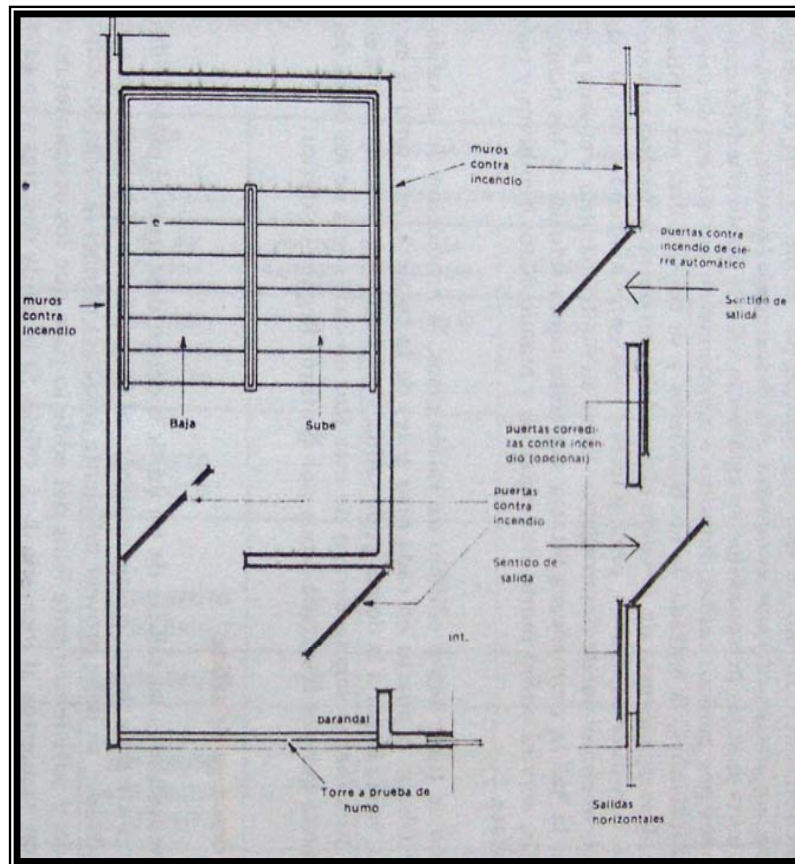 muros
contra
incendio
e
e
muros
contra
incendio
Baja
Sube
puertas contra
incendio de cie-
rre automático
Sentido de
salida
puertas corredi-
zas contra incen-
dio (opcional)
puertas
contra
incendio
Sentido de
salida
int.
barandal
Torre a prueba de
humo
Salidas
horizontales